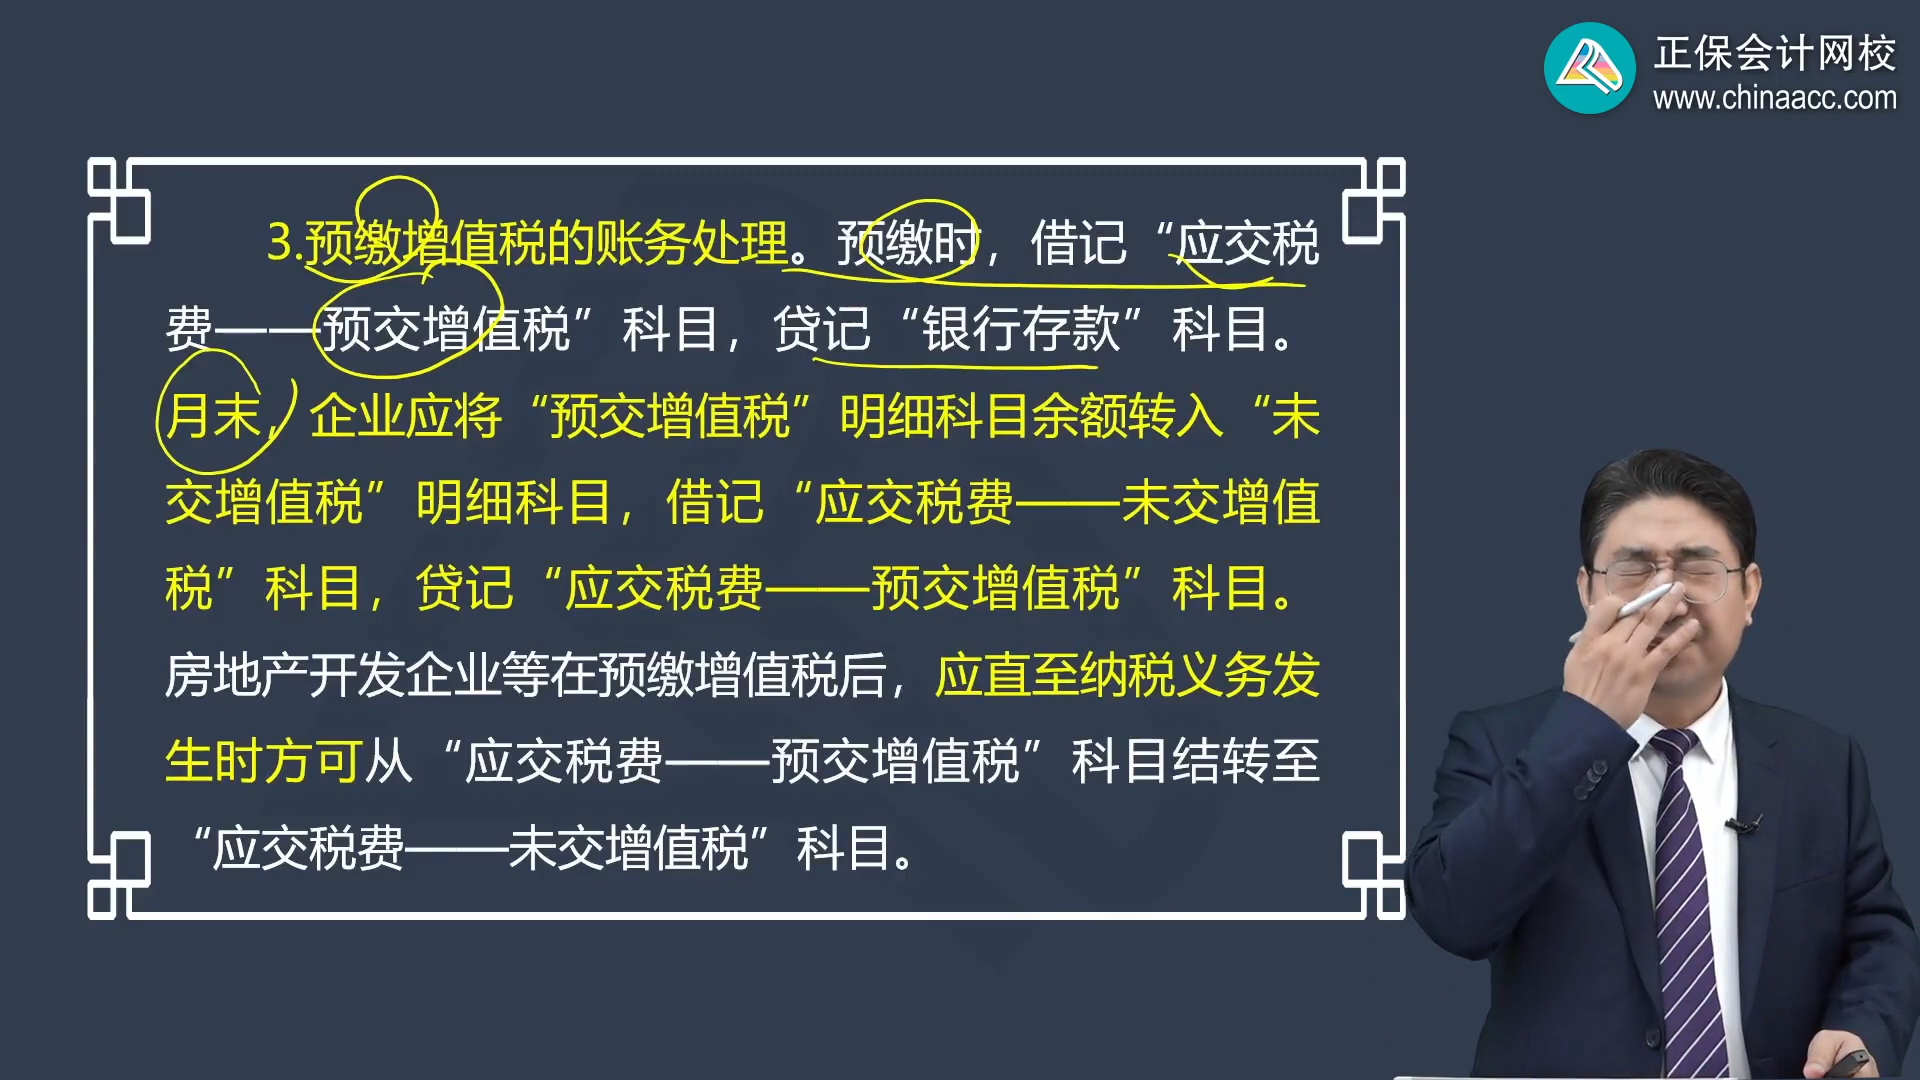 正保会计网校
www.chinaacc.com
3.预缴增值税的账务处理。预缴时，借记“应交税
费——预交增值税”科目，贷记“银行存款”科目。
月末，企业应将“预交增值税”明细科目余额转入“未
交增值税”明细科目，借记“应交税费——未交增值
税”科目，贷记“应交税费——预交增值税”科目。
房地产开发企业等在预缴增值税后，应直至纳税义务发
生时方可从“应交税费——预交增值税”科目结转至
“应交税费——未交增值税”科目。